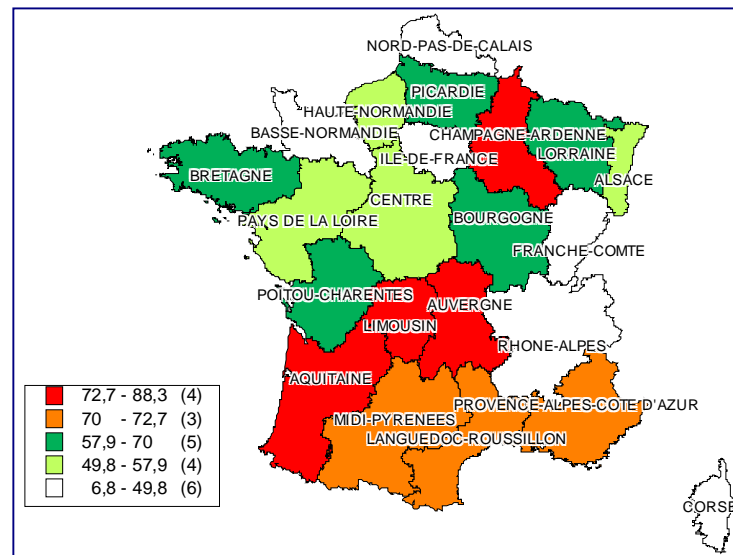 NORD-PAS-DE-CALAIS
PICARDIE
HAUTE-NORMANDIE
BASSE-NORMANDIE
CHAMPAGNE-ARDENNE
ILE-DE-FRANCE
LORRAINE
ALSACE
BRETAGNE
CENTRE
PAYS DE LA LOIRE
BOURGOGNE
FRANCHE-COMTE
POITOU-CHARENTES
AUVERGNE
LIMOUSIN
RHONE-ALPES
AQUITAINE
PROVENCE-ALPES-COTE D'AZUR
MIDI-PYRENEES
LANGUEDOC-ROUSSILLON
CORSE
72,7 - 88,3 (4)
70 - 72,7 (3)
57,9 - 70 (5)
49,8 - 57,9 (4)
6,8 - 49,8 (6)